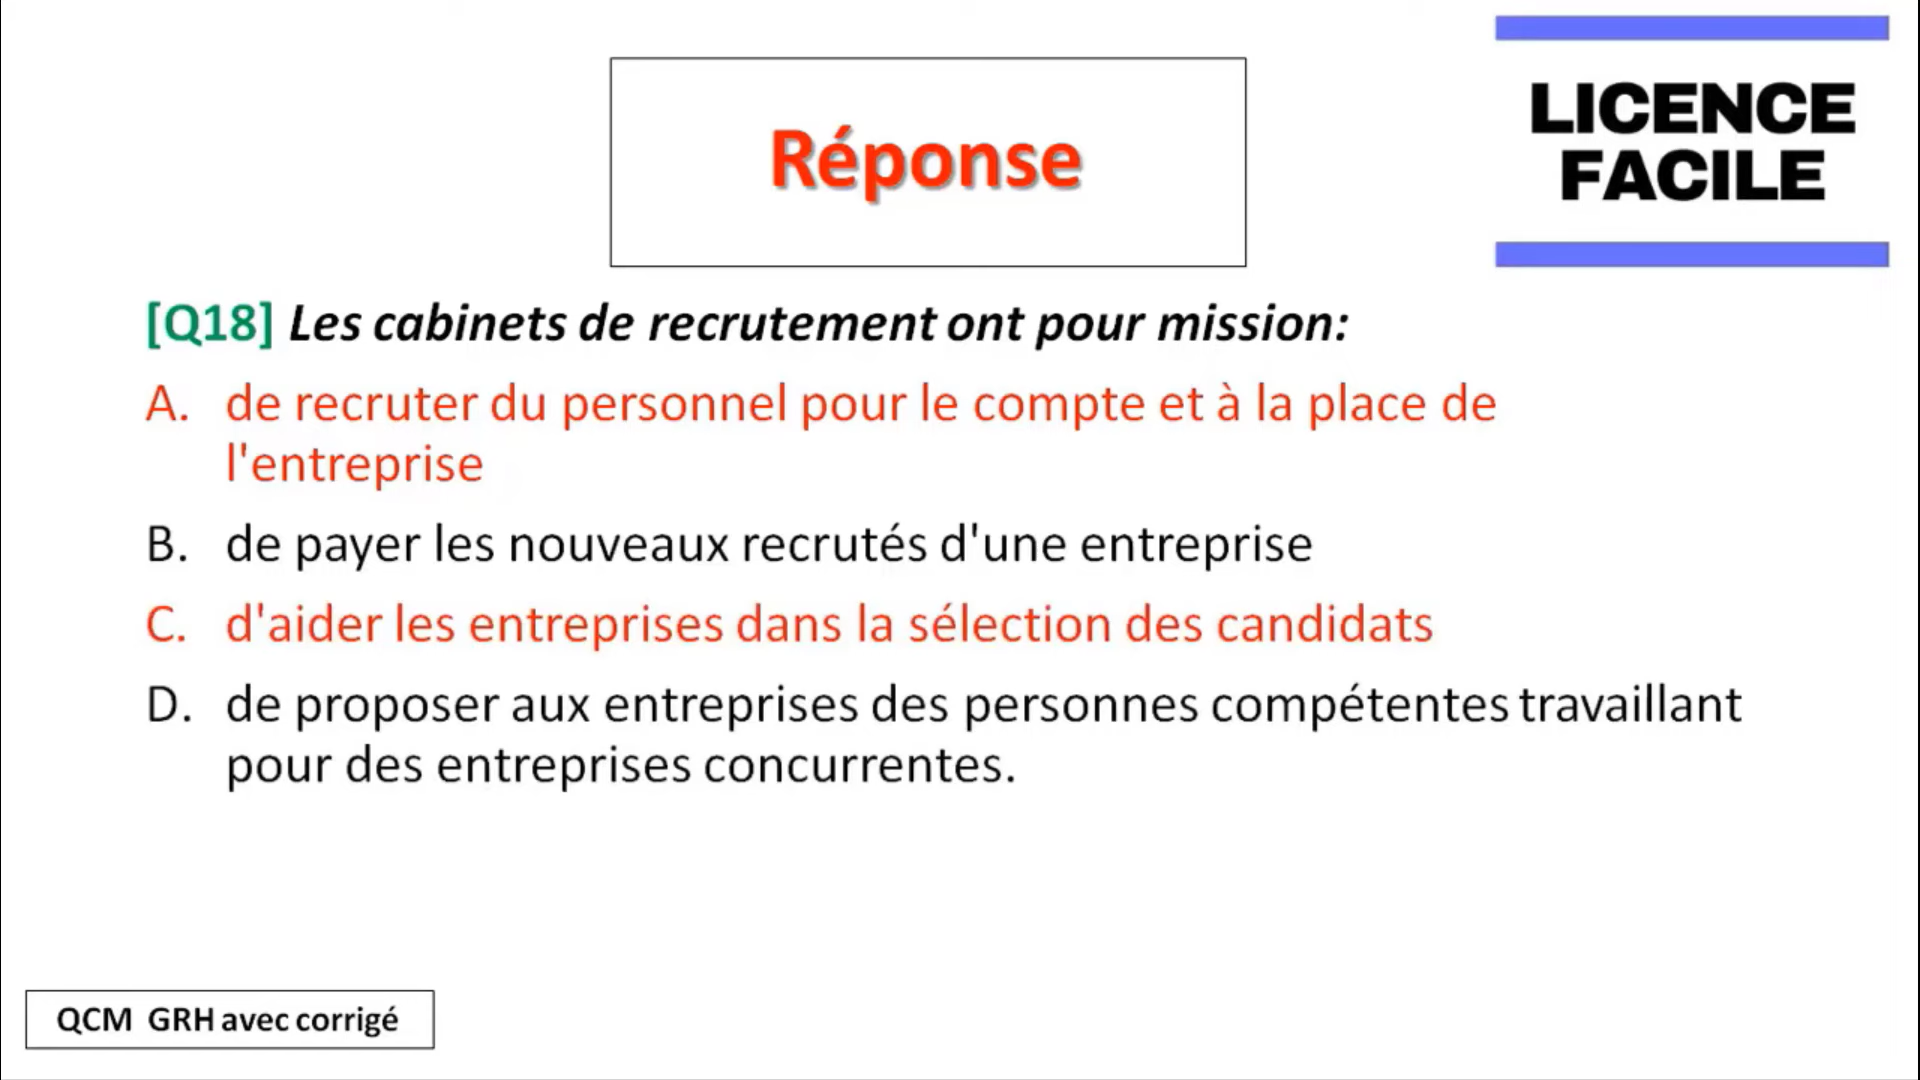 LICENCE
FACILE
Réponse
[Q18] Les cabinets de recrutement ont pour mission:
A. de recruter du personnel pour le compte et à la place de
l'entreprise
B. de payer les nouveaux recrutés d'une entreprise
C. d'aider les entreprises dans la sélection des candidats
D. de proposer aux entreprises des personnes compétentes travaillant
pour des entreprises concurrentes.
QCM GRH avec corrigé